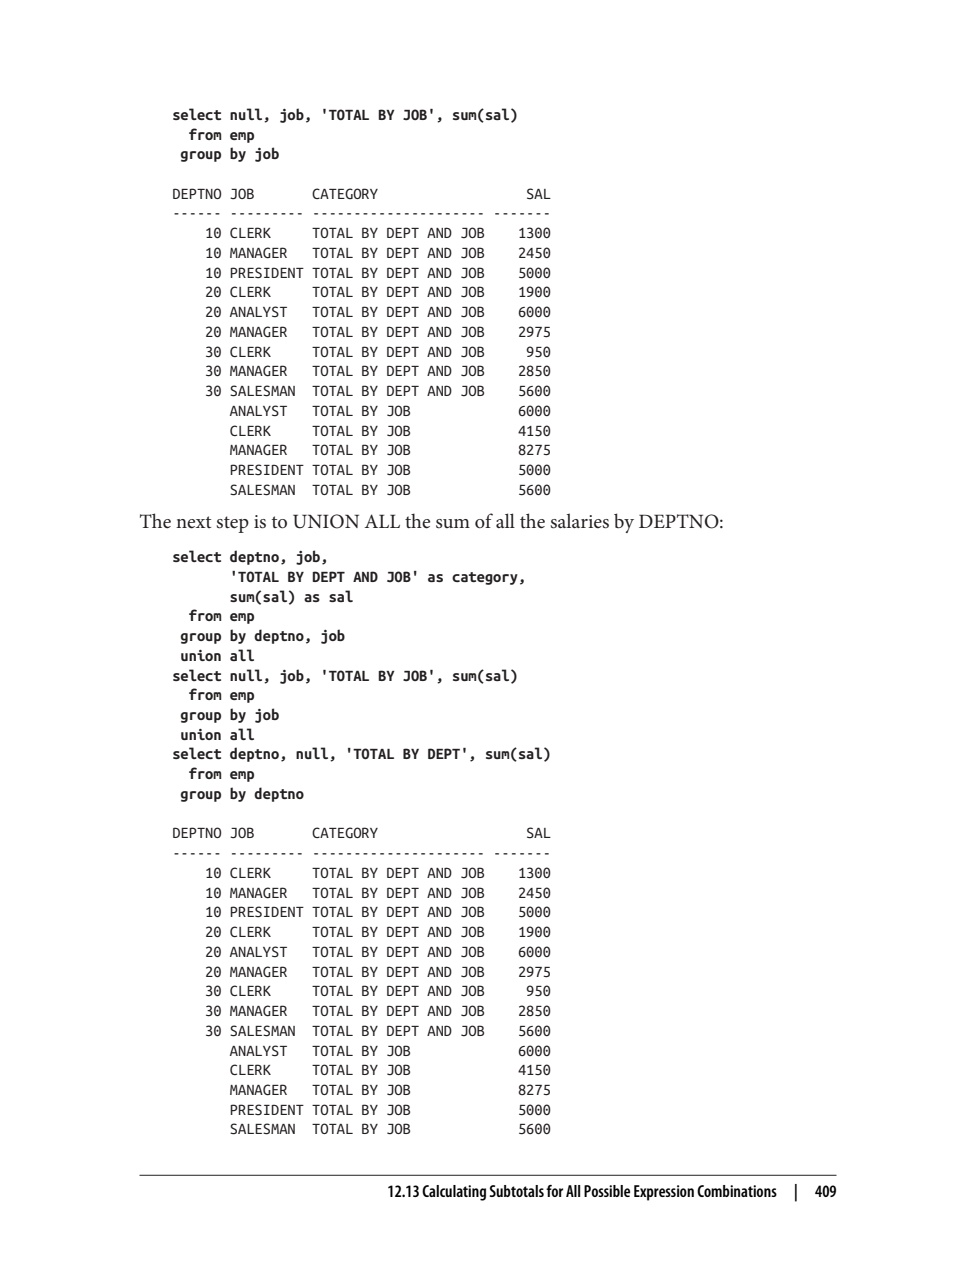 select null, job, 'TOTAL BY JOB', sum(sal)
  from emp
 group by job

DEPTNO JOB       CATEGORY                  SAL
------ --------- --------------------- -------
    10 CLERK     TOTAL BY DEPT AND JOB    1300
    10 MANAGER   TOTAL BY DEPT AND JOB    2450
    10 PRESIDENT TOTAL BY DEPT AND JOB    5000
    20 CLERK     TOTAL BY DEPT AND JOB    1900
    20 ANALYST   TOTAL BY DEPT AND JOB    6000
    20 MANAGER   TOTAL BY DEPT AND JOB    2975
    30 CLERK     TOTAL BY DEPT AND JOB     950
    30 MANAGER   TOTAL BY DEPT AND JOB    2850
    30 SALESMAN  TOTAL BY DEPT AND JOB    5600
       ANALYST   TOTAL BY JOB             6000
       CLERK     TOTAL BY JOB             4150
       MANAGER   TOTAL BY JOB             8275
       PRESIDENT TOTAL BY JOB             5000
       SALESMAN  TOTAL BY JOB             5600
The next step is to UNION ALL the sum of all the salaries by DEPTNO:
select deptno, job,
       'TOTAL BY DEPT AND JOB' as category,
       sum(sal) as sal
  from emp
 group by deptno, job
 union all
select null, job, 'TOTAL BY JOB', sum(sal)
  from emp
 group by job
 union all
select deptno, null, 'TOTAL BY DEPT', sum(sal)
  from emp
 group by deptno

DEPTNO JOB       CATEGORY                  SAL
------ --------- --------------------- -------
    10 CLERK     TOTAL BY DEPT AND JOB    1300
    10 MANAGER   TOTAL BY DEPT AND JOB    2450
    10 PRESIDENT TOTAL BY DEPT AND JOB    5000
    20 CLERK     TOTAL BY DEPT AND JOB    1900
    20 ANALYST   TOTAL BY DEPT AND JOB    6000
    20 MANAGER   TOTAL BY DEPT AND JOB    2975
    30 CLERK     TOTAL BY DEPT AND JOB     950
    30 MANAGER   TOTAL BY DEPT AND JOB    2850
    30 SALESMAN  TOTAL BY DEPT AND JOB    5600
       ANALYST   TOTAL BY JOB             6000
       CLERK     TOTAL BY JOB             4150
       MANAGER   TOTAL BY JOB             8275
       PRESIDENT TOTAL BY JOB             5000
       SALESMAN  TOTAL BY JOB             5600
12.13 Calculating Subtotals for All Possible Expression Combinations | 409